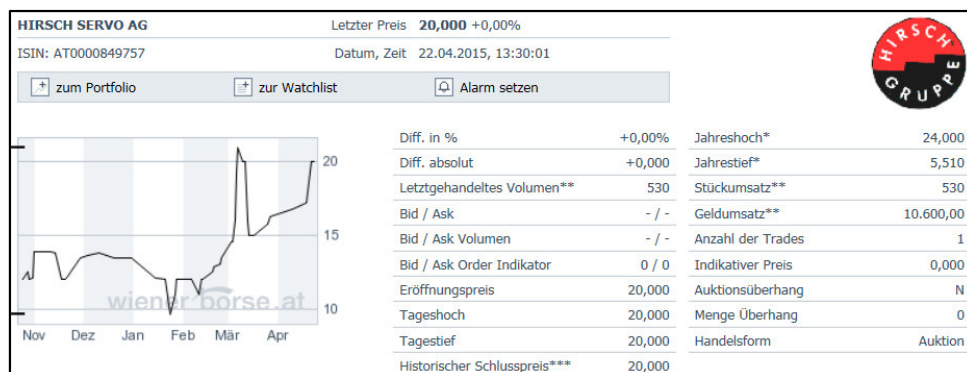 HIRSCH SERVO AG
Letzter Preis 20,000 +0,00%
ISIN: AT0000849757
Datum, Zeit 22.04.2015, 13:30:01
zum Portfolio
zur Watchlist
Alarm setzen
HIRSCH
GRUPPE
20
15
10
Nov Dez Jan Feb Mär Apr
wiener borse.at
Diff. in % +0,00%
Diff. absolut +0,000
Letztgehandeltes Volumen** 530
Bid / Ask - / -
Bid / Ask Volumen - / -
Bid / Ask Order Indikator 0 / 0
Eröffnungspreis 20,000
Tageshoch 20,000
Tagestief 20,000
Historischer Schlusspreis*** 20,000
Jahreshoch* 24,000
Jahrestief* 5,510
Stückumsatz** 530
Geldumsatz** 10.600,00
Anzahl der Trades 1
Indikativer Preis 0,000
Auktionsüberhang N
Menge Überhang 0
Handelsform Auktion